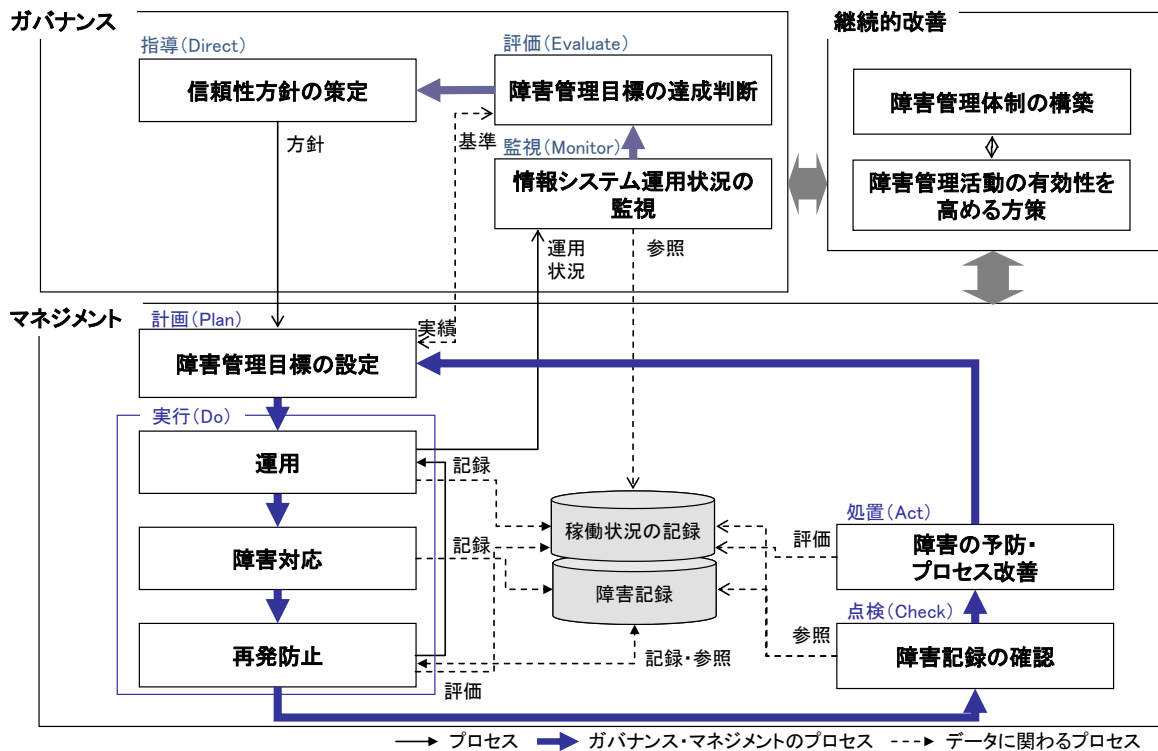 ガバナンス
継続的改善
指導(Direct)
信頼性方針の策定
評価(Evaluate)
障害管理目標の達成判断
方針
基準
監視(Monitor)
情報システム運用状況の
監視
障害管理体制の構築
障害管理活動の有効性を
高める方策
運用
状況
参照
マネジメント
計画(Plan)
実績
障害管理目標の設定
実行(Do)
運用
記録
障害対応
記録
再発防止
評価
記録・参照
稼働状況の記録
障害記録
処置(Act)
評価
障害の予防・
プロセス改善
点検(Check)
参照
障害記録の確認
プロセス
ガバナンス・マネジメントのプロセス
データに関わるプロセス